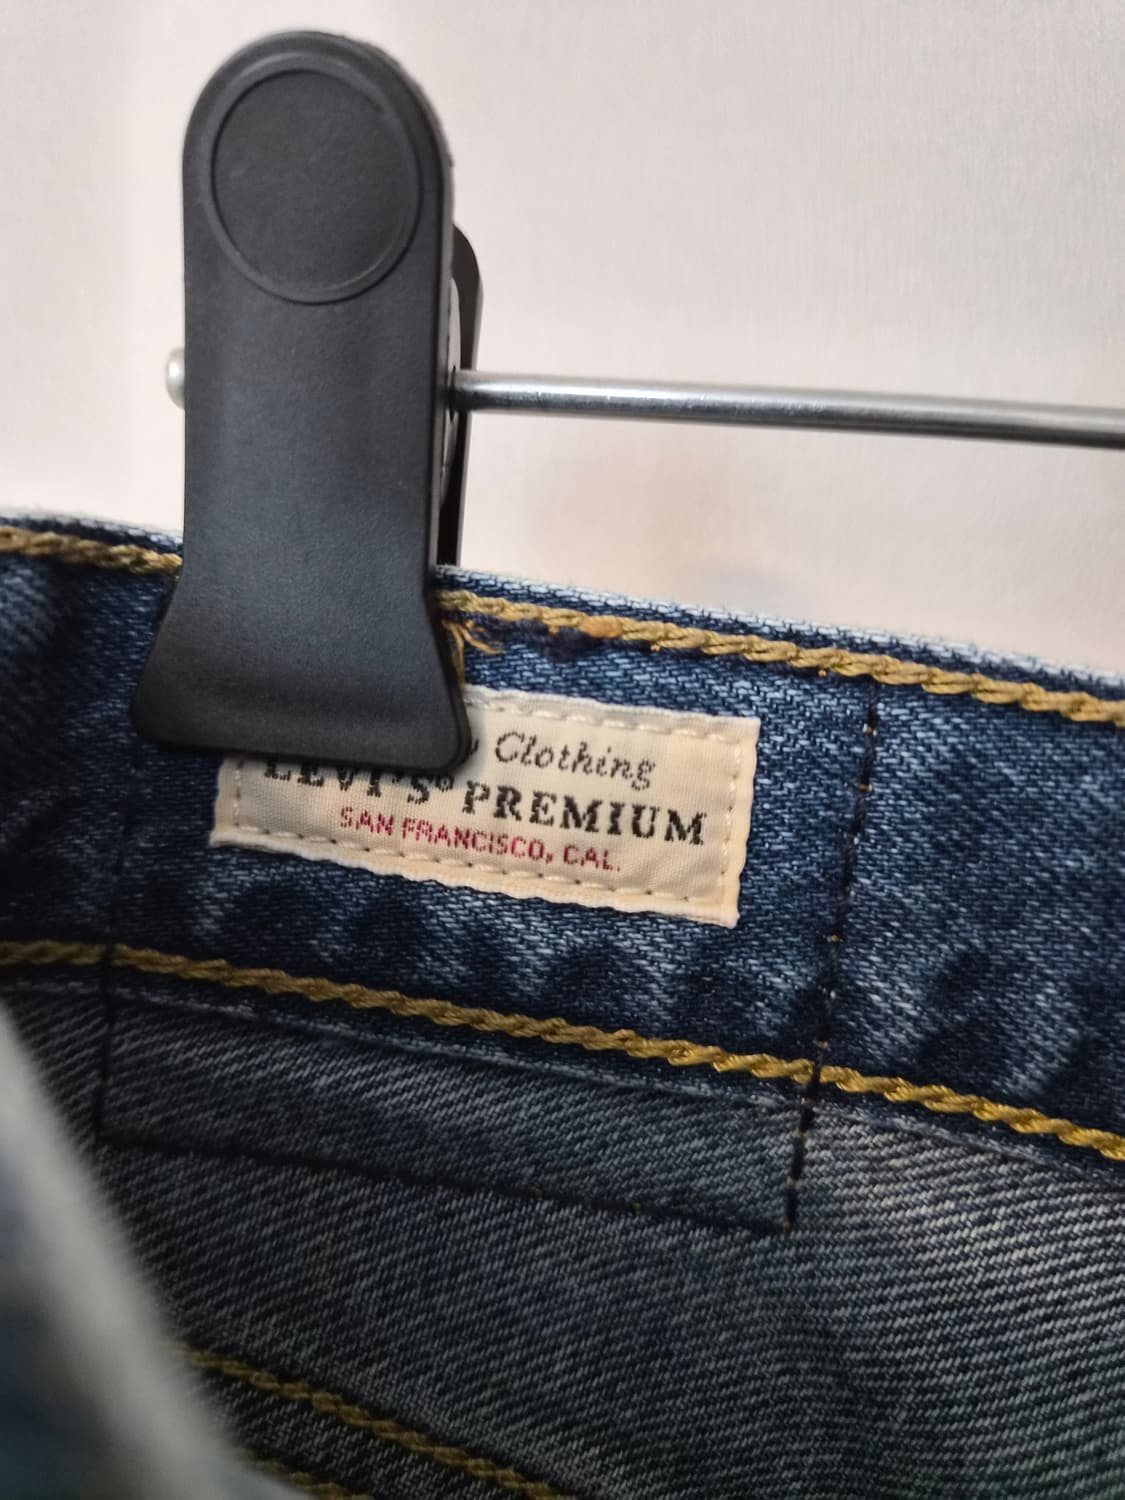 Clothing
LEVI'S® PREMIUM
SAN FRANCISCO, CAL.